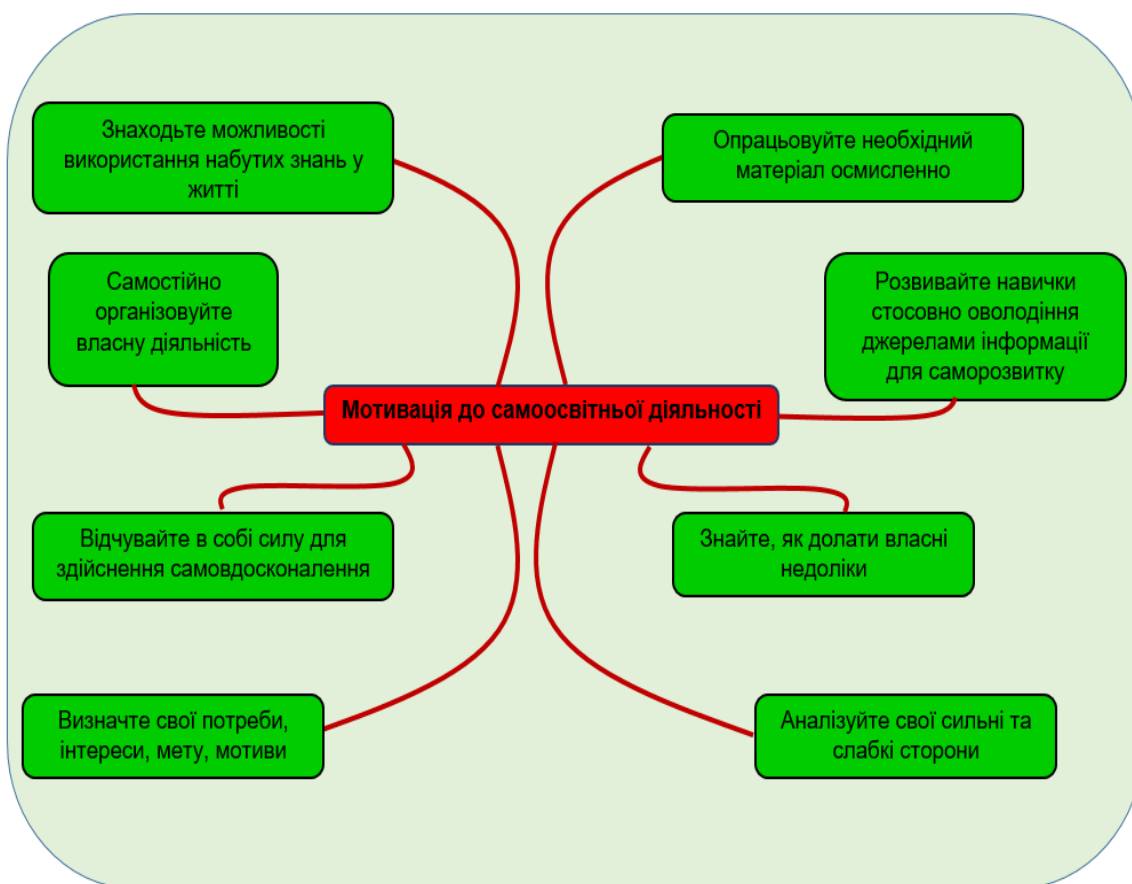 Знаходьте можливості
використання набутих знань у
житті
Опрацьовуйте необхідний
матеріал осмисленно
Самостійно
організовуйте
власну діяльність
Розвивайте навички
стосовно оволодіння
джерелами інформації
для саморозвитку
Мотивація до самоосвітньої діяльності
Відчувайте в собі силу для
здійснення самовдосконалення
Знайте, як долати власні
недоліки
Визначте свої потреби,
інтереси, мету, мотиви
Аналізуйте свої сильні та
слабкі сторони